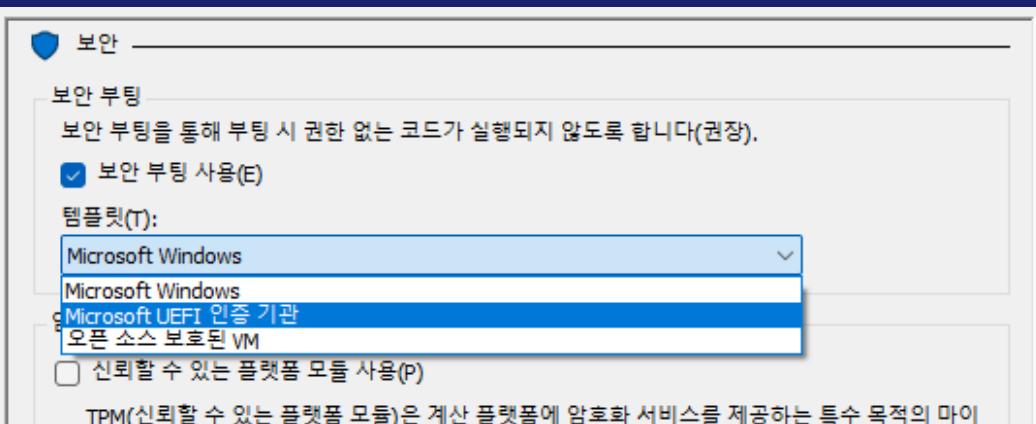 보안
보안 부팅
보안 부팅을 통해 부팅 시 권한 없는 코드가 실행되지 않도록 합니다(권장).
보안 부팅 사용(E)
템플릿(T):
Microsoft Windows
Microsoft Windows
Microsoft UEFI 인증 기관
오픈 소스 보호된 VM
신뢰할 수 있는 플랫폼 모듈 사용(P)
TPM(신뢰할 수 있는 플랫폼 모듈)은 계산 플랫폼에 암호화 서비스를 제공하는 특수 목적의 마이